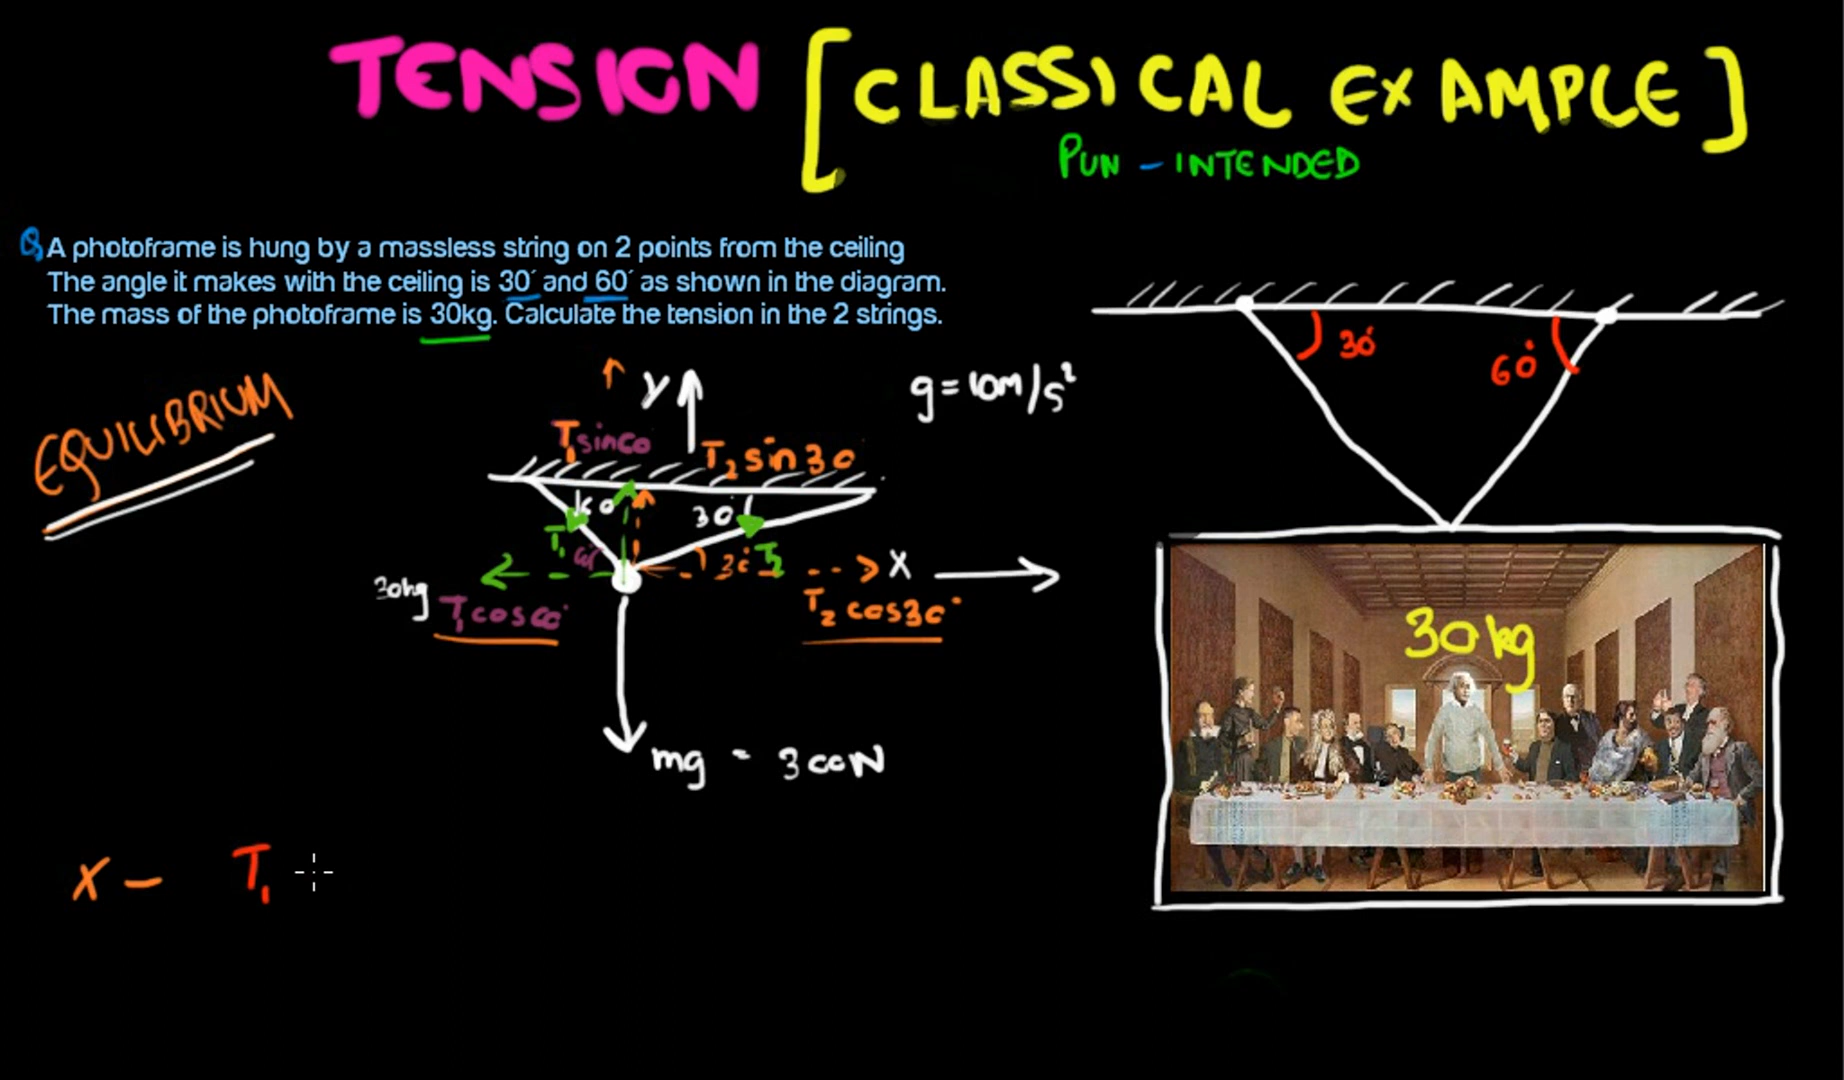 TENSION [CLASSICAL EXAMPLE]
PUN - INTENDED
Q A photoframe is hung by a massless string on 2 points from the ceiling
The angle it makes with the ceiling is 30´ and 60´ as shown in the diagram.
The mass of the photoframe is 30kg. Calculate the tension in the 2 strings.
EQUILIBRIUM
Y
g = 10m/s²
T₁sin60
T₂sin30
60
30
T₁
30
T₂
X
30kg
T₁cos60°
T₂cos30°
mg = 300N
30°
60°
30kg
X - T₁